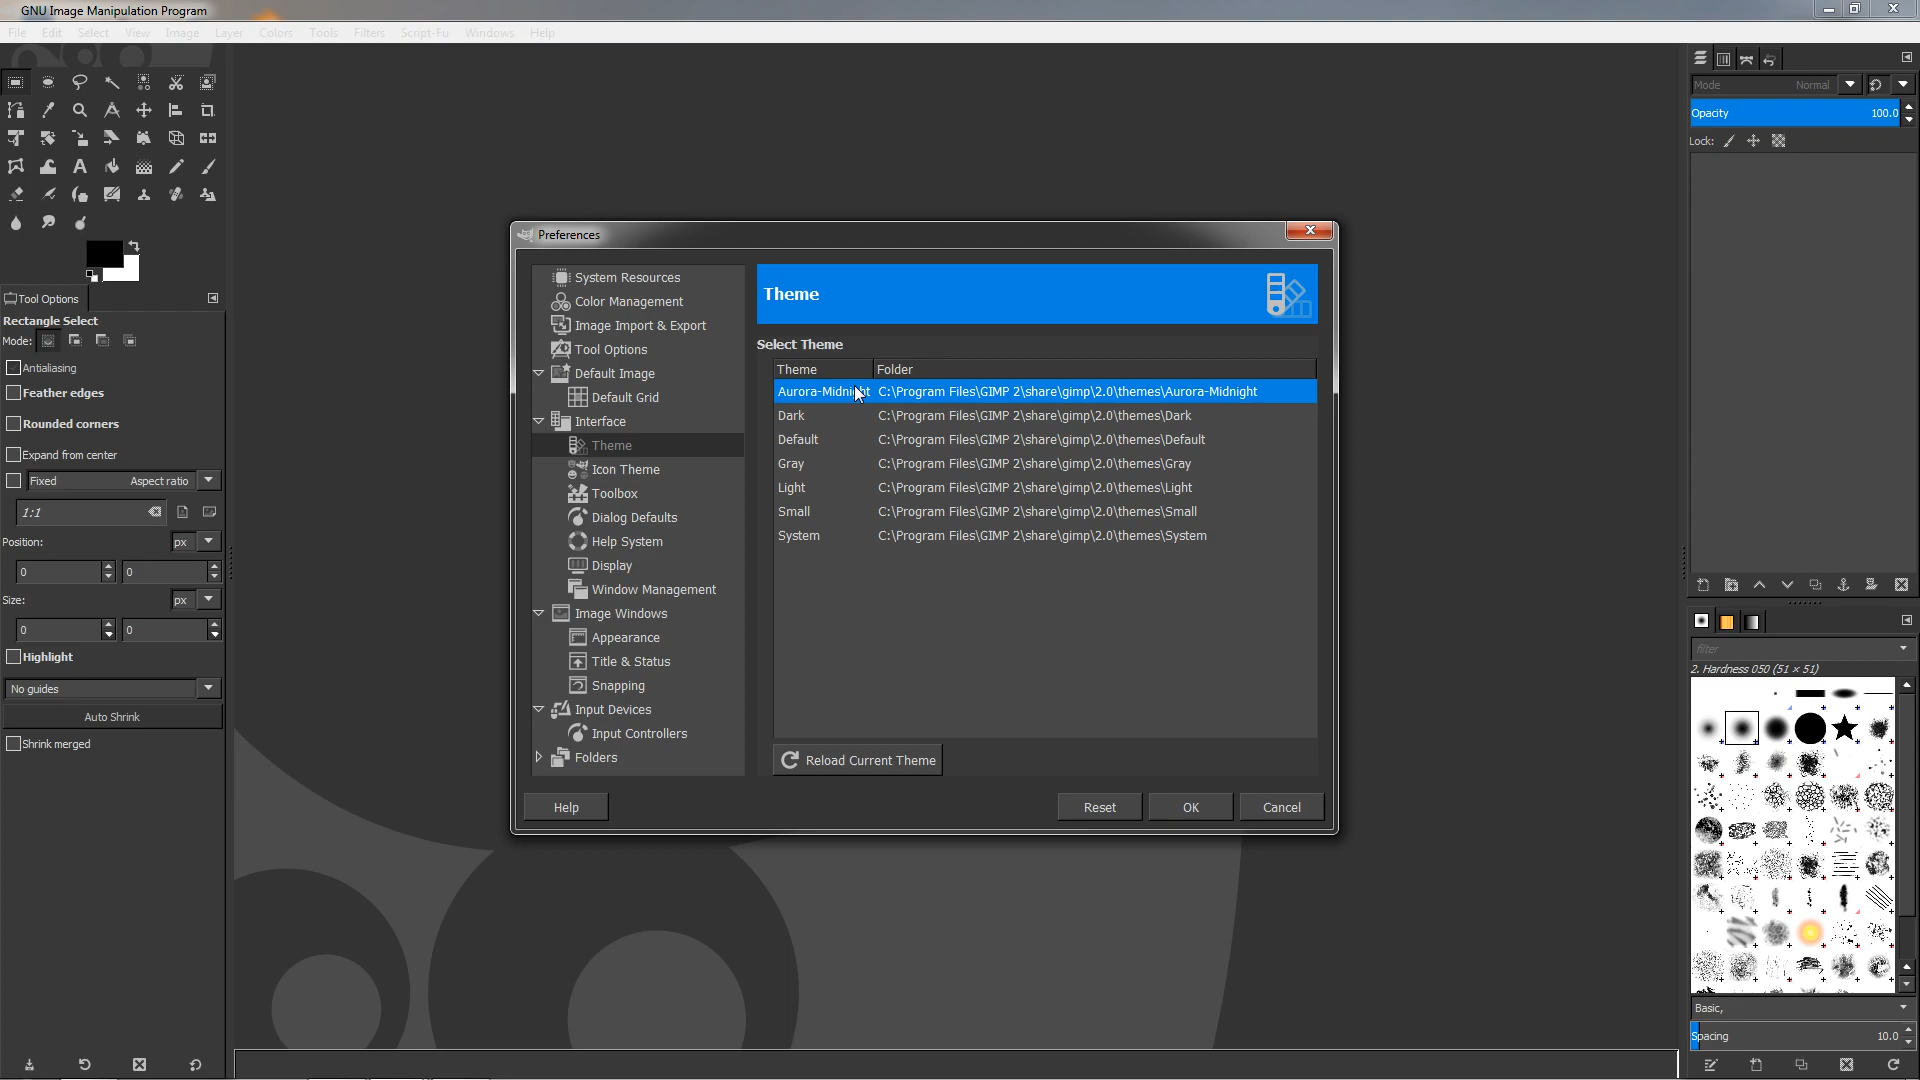 GNU Image Manipulation Program
File Edit Select View Image Layer Colors Tools Filters Script-Fu Windows Help
Tool Options
Rectangle Select
Mode:
Antialiasing
Feather edges
Rounded corners
Expand from center
Fixed Aspect ratio
1:1
Position: px
0 0
Size: px
0 0
Highlight
No guides
Auto Shrink
Shrink merged
Preferences
System Resources
Color Management
Image Import & Export
Tool Options
Default Image
Default Grid
Interface
Theme
Icon Theme
Toolbox
Dialog Defaults
Help System
Display
Window Management
Image Windows
Appearance
Title & Status
Snapping
Input Devices
Input Controllers
Folders
Theme
Select Theme
Theme Folder
Aurora-Midnight C:\Program Files\GIMP 2\share\gimp\2.0\themes\Aurora-Midnight
Dark C:\Program Files\GIMP 2\share\gimp\2.0\themes\Dark
Default C:\Program Files\GIMP 2\share\gimp\2.0\themes\Default
Gray C:\Program Files\GIMP 2\share\gimp\2.0\themes\Gray
Light C:\Program Files\GIMP 2\share\gimp\2.0\themes\Light
Small C:\Program Files\GIMP 2\share\gimp\2.0\themes\Small
System C:\Program Files\GIMP 2\share\gimp\2.0\themes\System
Reload Current Theme
Help Reset OK Cancel
Mode Normal
Opacity 100.0
Lock:
filter
2. Hardness 050 (51 × 51)
Basic,
Spacing 10.0